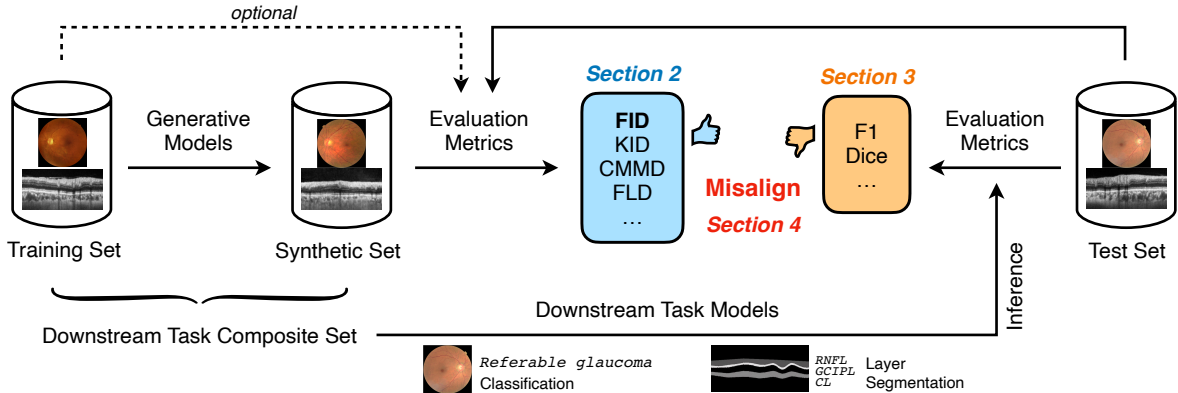 optional
Section 2
Section 3
Generative
Models
Evaluation
Metrics
FID
KID
CMMD
FLD
...
Misalign
Section 4
F1
Dice
...
Evaluation
Metrics
Training Set
Synthetic Set
Test Set
Inference
Downstream Task Models
Downstream Task Composite Set
Referable glaucoma
Classification
RNFL
GCIPL
CL
Layer
Segmentation